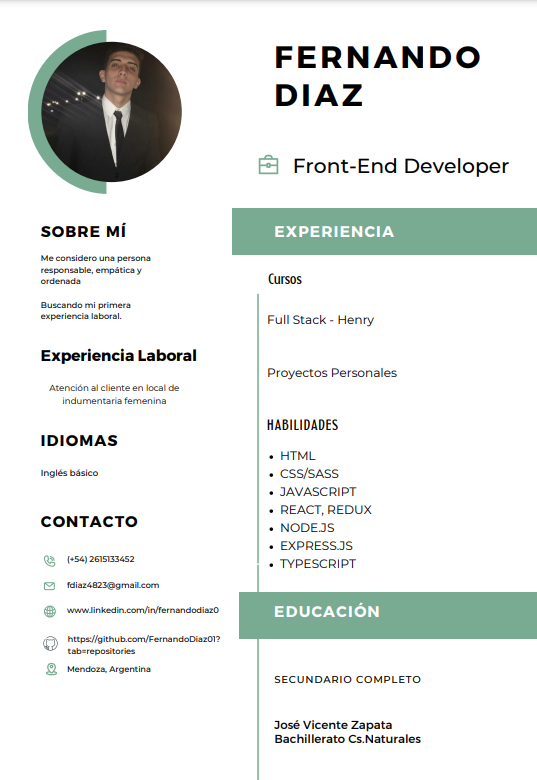 FERNANDO
DIAZ
Front-End Developer
SOBRE MÍ
Me considero una persona
responsable, empática y
ordenada
Buscando mi primera
experiencia laboral.
Experiencia Laboral
Atención al cliente en local de
indumentaria femenina
IDIOMAS
Inglés básico
CONTACTO
(+54) 2615133452
fdiaz4823@gmail.com
www.linkedin.com/in/fernandodiaz0
https://github.com/FernandoDiaz01?
tab=repositories
Mendoza, Argentina
EXPERIENCIA
Cursos
Full Stack - Henry
Proyectos Personales
HABILIDADES
• HTML
• CSS/SASS
• JAVASCRIPT
• REACT, REDUX
• NODE.JS
• EXPRESS.JS
• TYPESCRIPT
EDUCACIÓN
SECUNDARIO COMPLETO
José Vicente Zapata
Bachillerato Cs.Naturales